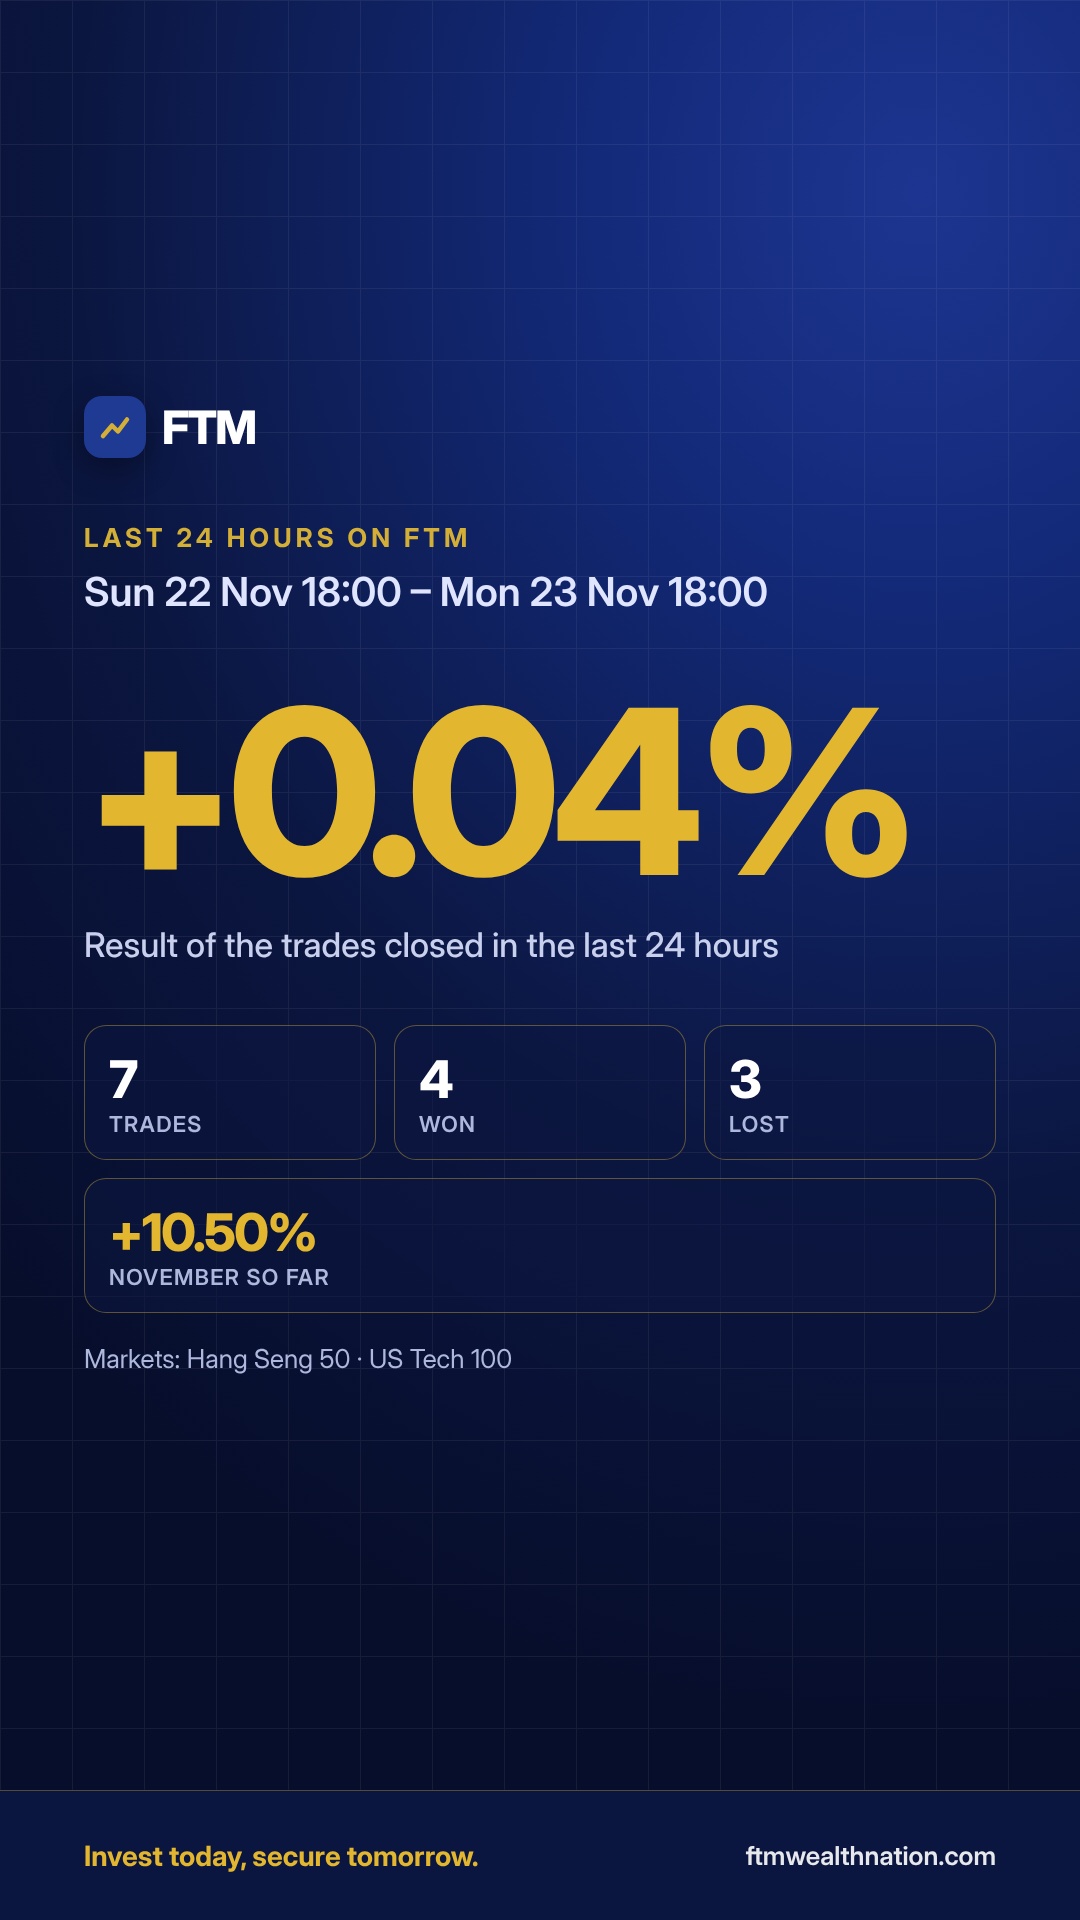 FTM
LAST 24 HOURS ON FTM
Sun 22 Nov 18:00 – Mon 23 Nov 18:00
+0.04%
Result of the trades closed in the last 24 hours
7
TRADES
4
WON
3
LOST
+10.50%
NOVEMBER SO FAR
Markets: Hang Seng 50 · US Tech 100
Invest today, secure tomorrow.
ftmwealthnation.com